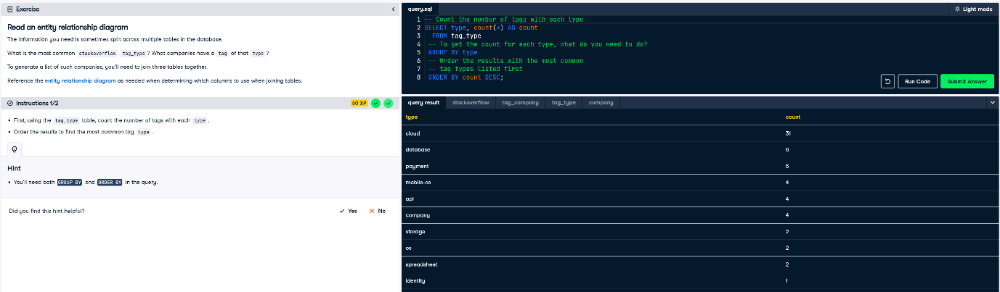 Exercise
Read an entity relationship diagram
The information you need is sometimes split across multiple tables in the database.
What is the most common stackoverflow tag_type? What companies have a tag of that type?
To generate a list of such companies, you'll need to join three tables together.
Reference the entity relationship diagram as needed when determining which columns to use when joining tables.
Instructions 1/2
50 XP
First, using the tag_type table, count the number of tags with each type.
Order the results to find the most common tag type.
Hint
You'll need both GROUP BY and ORDER BY in the query.
Did you find this hint helpful?
Yes
No
query.sql
Light mode
1 -- Count the number of tags with each type
2 SELECT type, count(*) AS count
3 FROM tag_type
4 -- To get the count for each type, what do you need to do?
5 GROUP BY type
6 -- Order the results with the most common
7 -- tag types listed first
8 ORDER BY count DESC;
Run Code
Submit Answer
query result stackoverflow tag_company tag_type company
type count
cloud 31
database 6
payment 5
mobile-os 4
api 4
company 4
storage 2
os 2
spreadsheet 2
identity 1